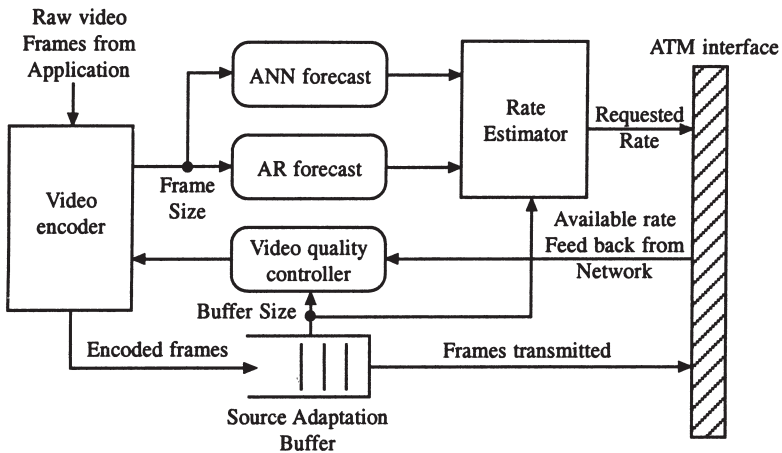 Raw video
Frames from
Application
ATM interface
ANN forecast
Rate
Estimator
Requested
Rate
AR forecast
Frame
Size
Video
encoder
Available rate
Feed back from
Network
Video quality
controller
Buffer Size
Encoded frames
Frames transmitted
Source Adaptation
Buffer